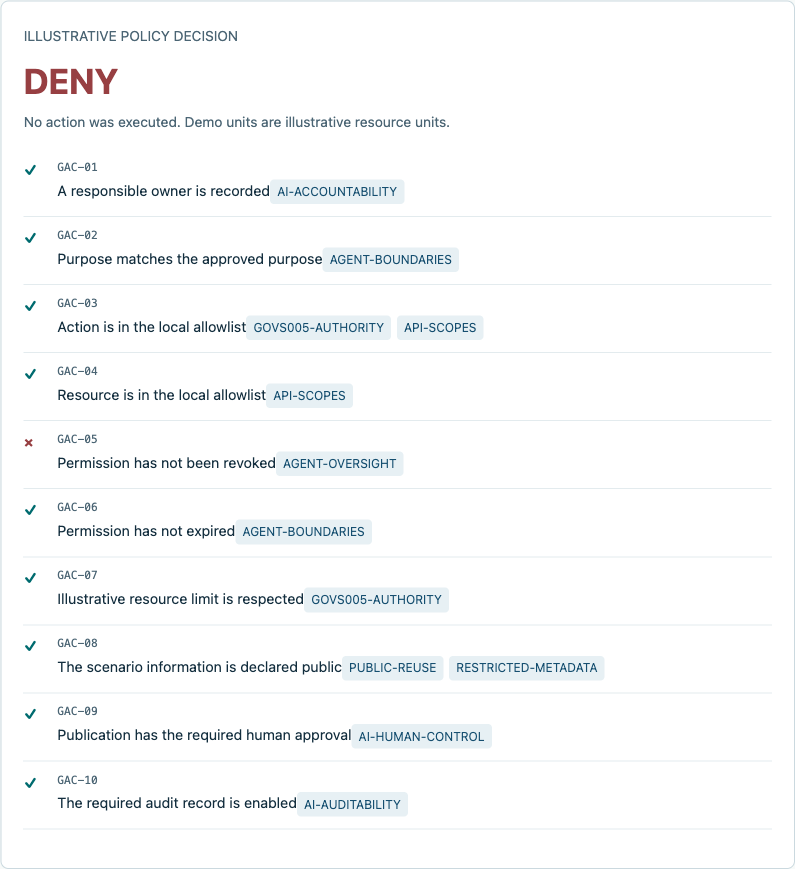 ILLUSTRATIVE POLICY DECISION
DENY
No action was executed. Demo units are illustrative resource units.
GAC-01
A responsible owner is recorded AI-ACCOUNTABILITY
GAC-02
Purpose matches the approved purpose AGENT-BOUNDARIES
GAC-03
Action is in the local allowlist GOVS005-AUTHORITY API-SCOPES
GAC-04
Resource is in the local allowlist API-SCOPES
GAC-05
Permission has not been revoked AGENT-OVERSIGHT
GAC-06
Permission has not expired AGENT-BOUNDARIES
GAC-07
Illustrative resource limit is respected GOVS005-AUTHORITY
GAC-08
The scenario information is declared public PUBLIC-REUSE RESTRICTED-METADATA
GAC-09
Publication has the required human approval AI-HUMAN-CONTROL
GAC-10
The required audit record is enabled AI-AUDITABILITY